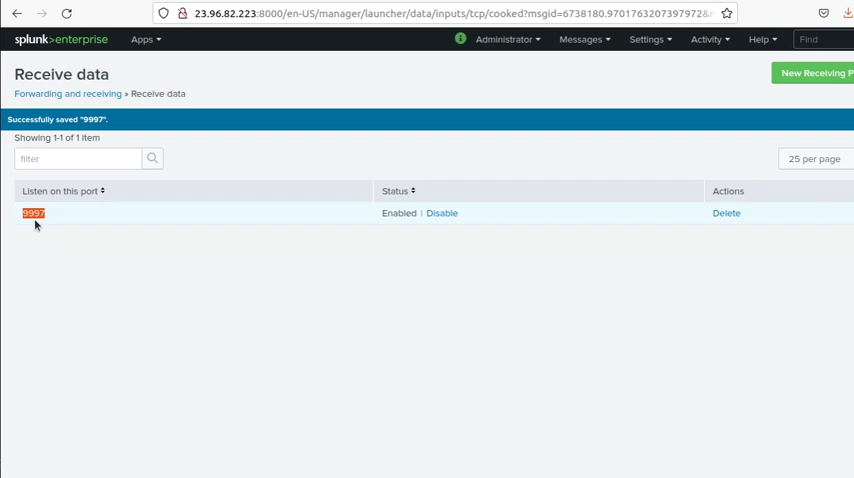 23.96.82.223:8000/en-US/manager/launcher/data/inputs/tcp/cooked?msgid=6738180.9701763207397972&
splunk>enterprise Apps Administrator Messages Settings Activity Help Find
Receive data
New Receiving P
Forwarding and receiving » Receive data
Successfully saved "9997".
Showing 1-1 of 1 item
filter
25 per page
Listen on this port Status Actions
9997 Enabled | Disable Delete